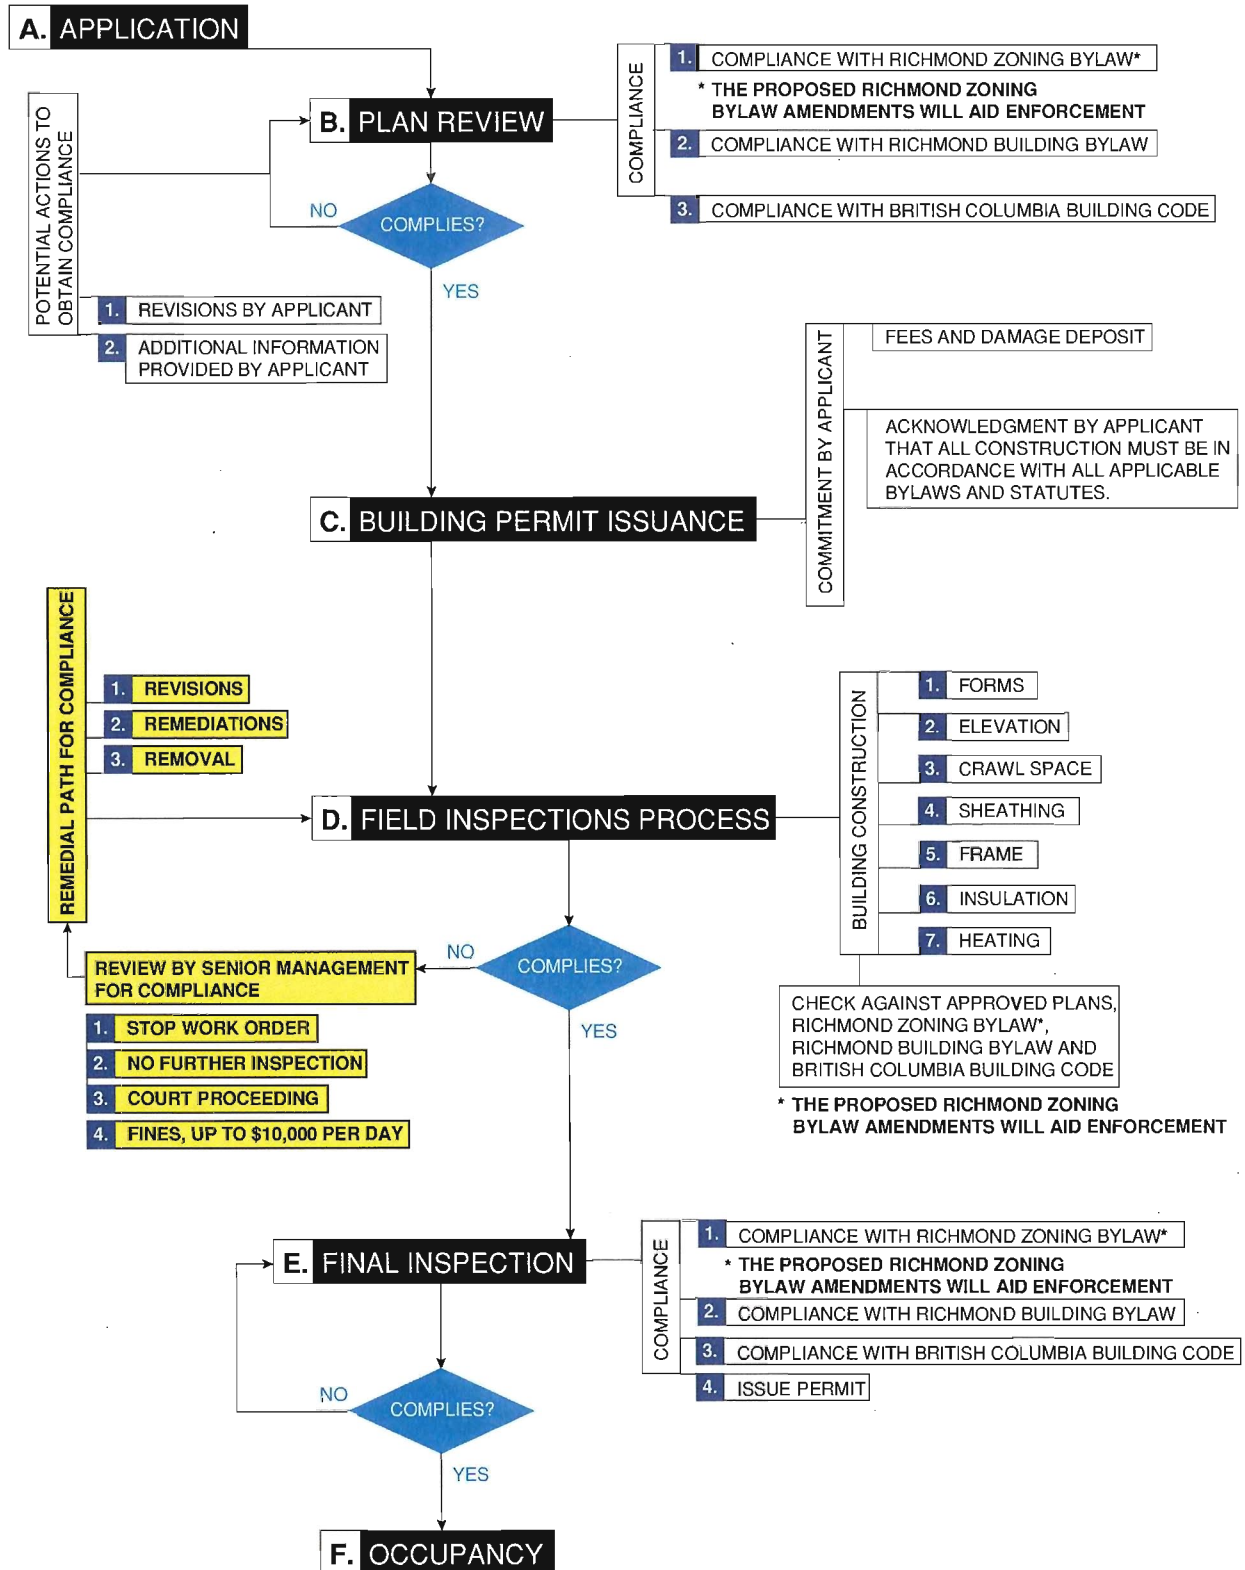 A. APPLICATION
B. PLAN REVIEW
COMPLIANCE
1. COMPLIANCE WITH RICHMOND ZONING BYLAW*
* THE PROPOSED RICHMOND ZONING
BYLAW AMENDMENTS WILL AID ENFORCEMENT
2. COMPLIANCE WITH RICHMOND BUILDING BYLAW
3. COMPLIANCE WITH BRITISH COLUMBIA BUILDING CODE
POTENTIAL ACTIONS TO
OBTAIN COMPLIANCE
NO
COMPLIES?
YES
1. REVISIONS BY APPLICANT
2. ADDITIONAL INFORMATION
PROVIDED BY APPLICANT
C. BUILDING PERMIT ISSUANCE
COMMITMENT BY APPLICANT
FEES AND DAMAGE DEPOSIT
ACKNOWLEDGMENT BY APPLICANT
THAT ALL CONSTRUCTION MUST BE IN
ACCORDANCE WITH ALL APPLICABLE
BYLAWS AND STATUTES.
REMEDIAL PATH FOR COMPLIANCE
1. REVISIONS
2. REMEDIATIONS
3. REMOVAL
D. FIELD INSPECTIONS PROCESS
BUILDING CONSTRUCTION
1. FORMS
2. ELEVATION
3. CRAWL SPACE
4. SHEATHING
5. FRAME
6. INSULATION
7. HEATING
CHECK AGAINST APPROVED PLANS,
RICHMOND ZONING BYLAW*,
RICHMOND BUILDING BYLAW AND
BRITISH COLUMBIA BUILDING CODE
* THE PROPOSED RICHMOND ZONING
BYLAW AMENDMENTS WILL AID ENFORCEMENT
NO
COMPLIES?
YES
REVIEW BY SENIOR MANAGEMENT
FOR COMPLIANCE
1. STOP WORK ORDER
2. NO FURTHER INSPECTION
3. COURT PROCEEDING
4. FINES, UP TO $10,000 PER DAY
E. FINAL INSPECTION
COMPLIANCE
1. COMPLIANCE WITH RICHMOND ZONING BYLAW*
* THE PROPOSED RICHMOND ZONING
BYLAW AMENDMENTS WILL AID ENFORCEMENT
2. COMPLIANCE WITH RICHMOND BUILDING BYLAW
3. COMPLIANCE WITH BRITISH COLUMBIA BUILDING CODE
4. ISSUE PERMIT
NO
COMPLIES?
YES
F. OCCUPANCY